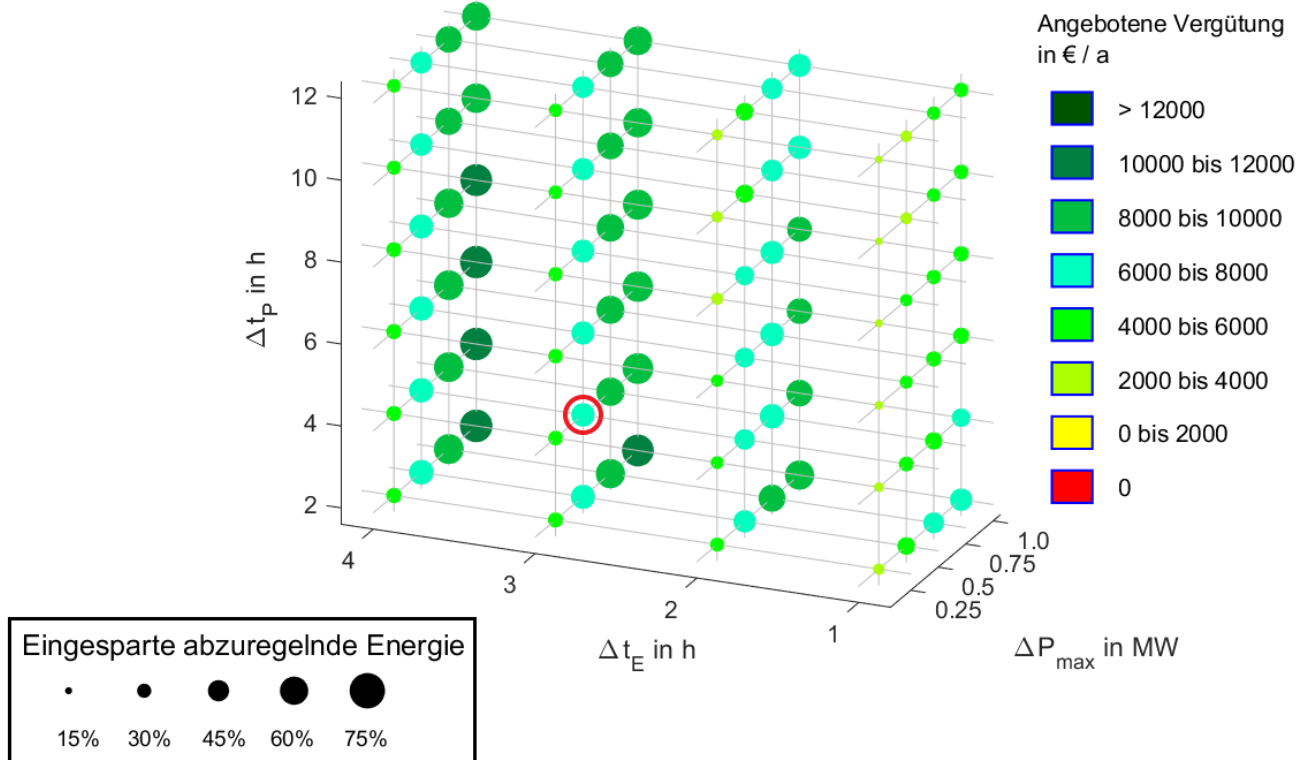 Angebotene Vergütung
in € / a
> 12000
10000 bis 12000
8000 bis 10000
6000 bis 8000
4000 bis 6000
2000 bis 4000
0 bis 2000
0
12
10
8
6
4
2
Δt_P in h
4
3
2
1
Δt_E in h
1.0
0.75
0.5
0.25
ΔP_max in MW
Eingesparte abzuregelnde Energie
15% 30% 45% 60% 75%